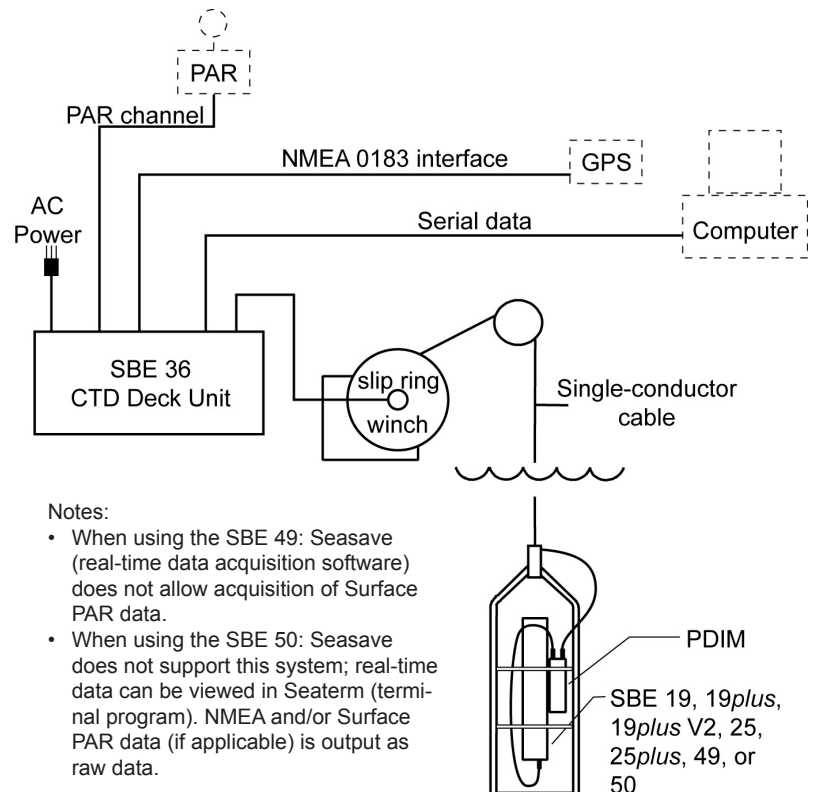 PAR
PAR channel
NMEA 0183 interface
GPS
AC
Power
Serial data
Computer
SBE 36
CTD Deck Unit
slip ring
winch
Single-conductor
cable
Notes:
• When using the SBE 49: Seasave
(real-time data acquisition software)
does not allow acquisition of Surface
PAR data.
• When using the SBE 50: Seasave
does not support this system; real-time
data can be viewed in Seaterm (termi-
nal program). NMEA and/or Surface
PAR data (if applicable) is output as
raw data.
PDIM
SBE 19, 19plus,
19plus V2, 25,
25plus, 49, or
50